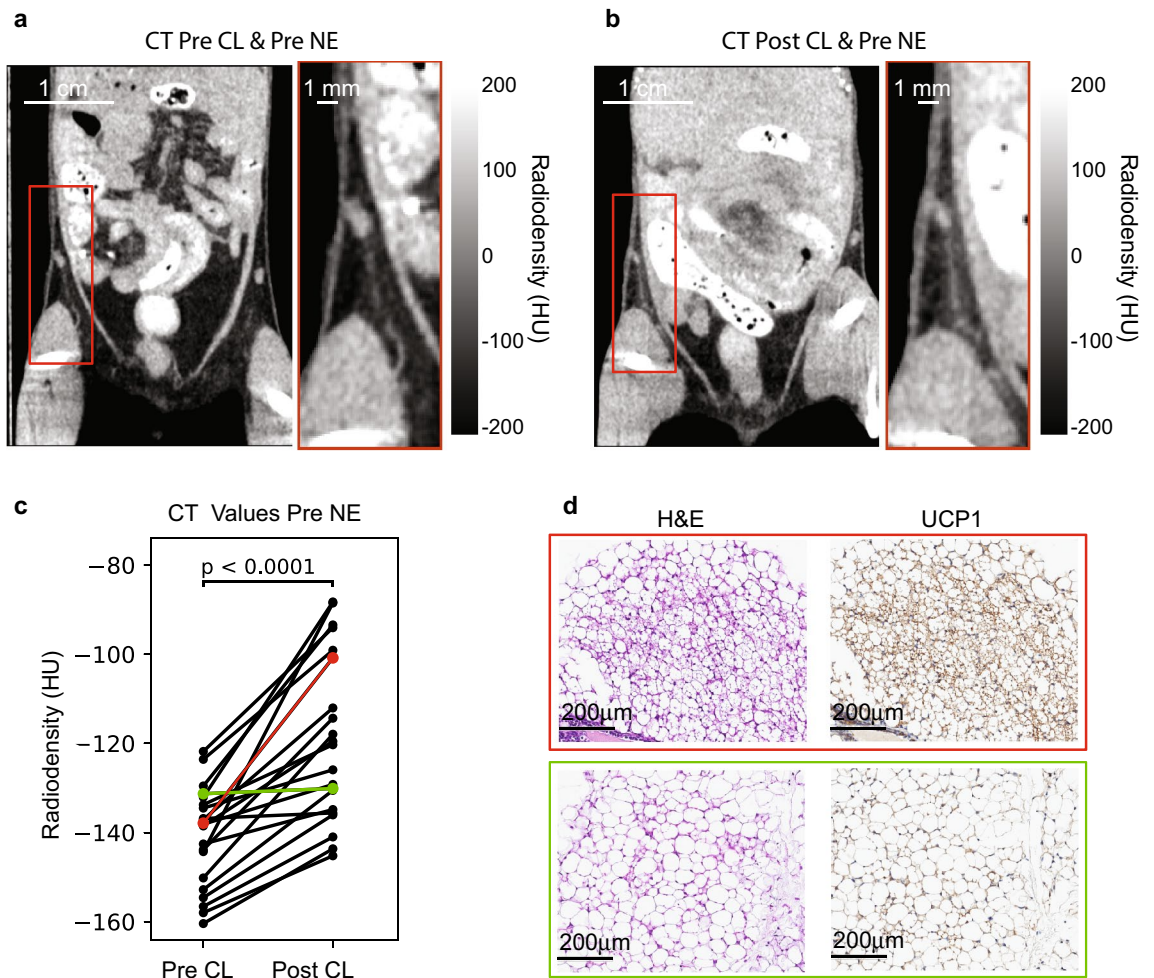 a
CT Pre CL & Pre NE
1 cm
1 mm
200
100
0
-100
-200
Radiodensity (HU)
b
CT Post CL & Pre NE
1 cm
1 mm
200
100
0
-100
-200
Radiodensity (HU)
c
CT Values Pre NE
p < 0.0001
−80
−100
−120
−140
−160
Radiodensity (HU)
Pre CL
Post CL
d
H&E
UCP1
200μm
200μm
200μm
200μm